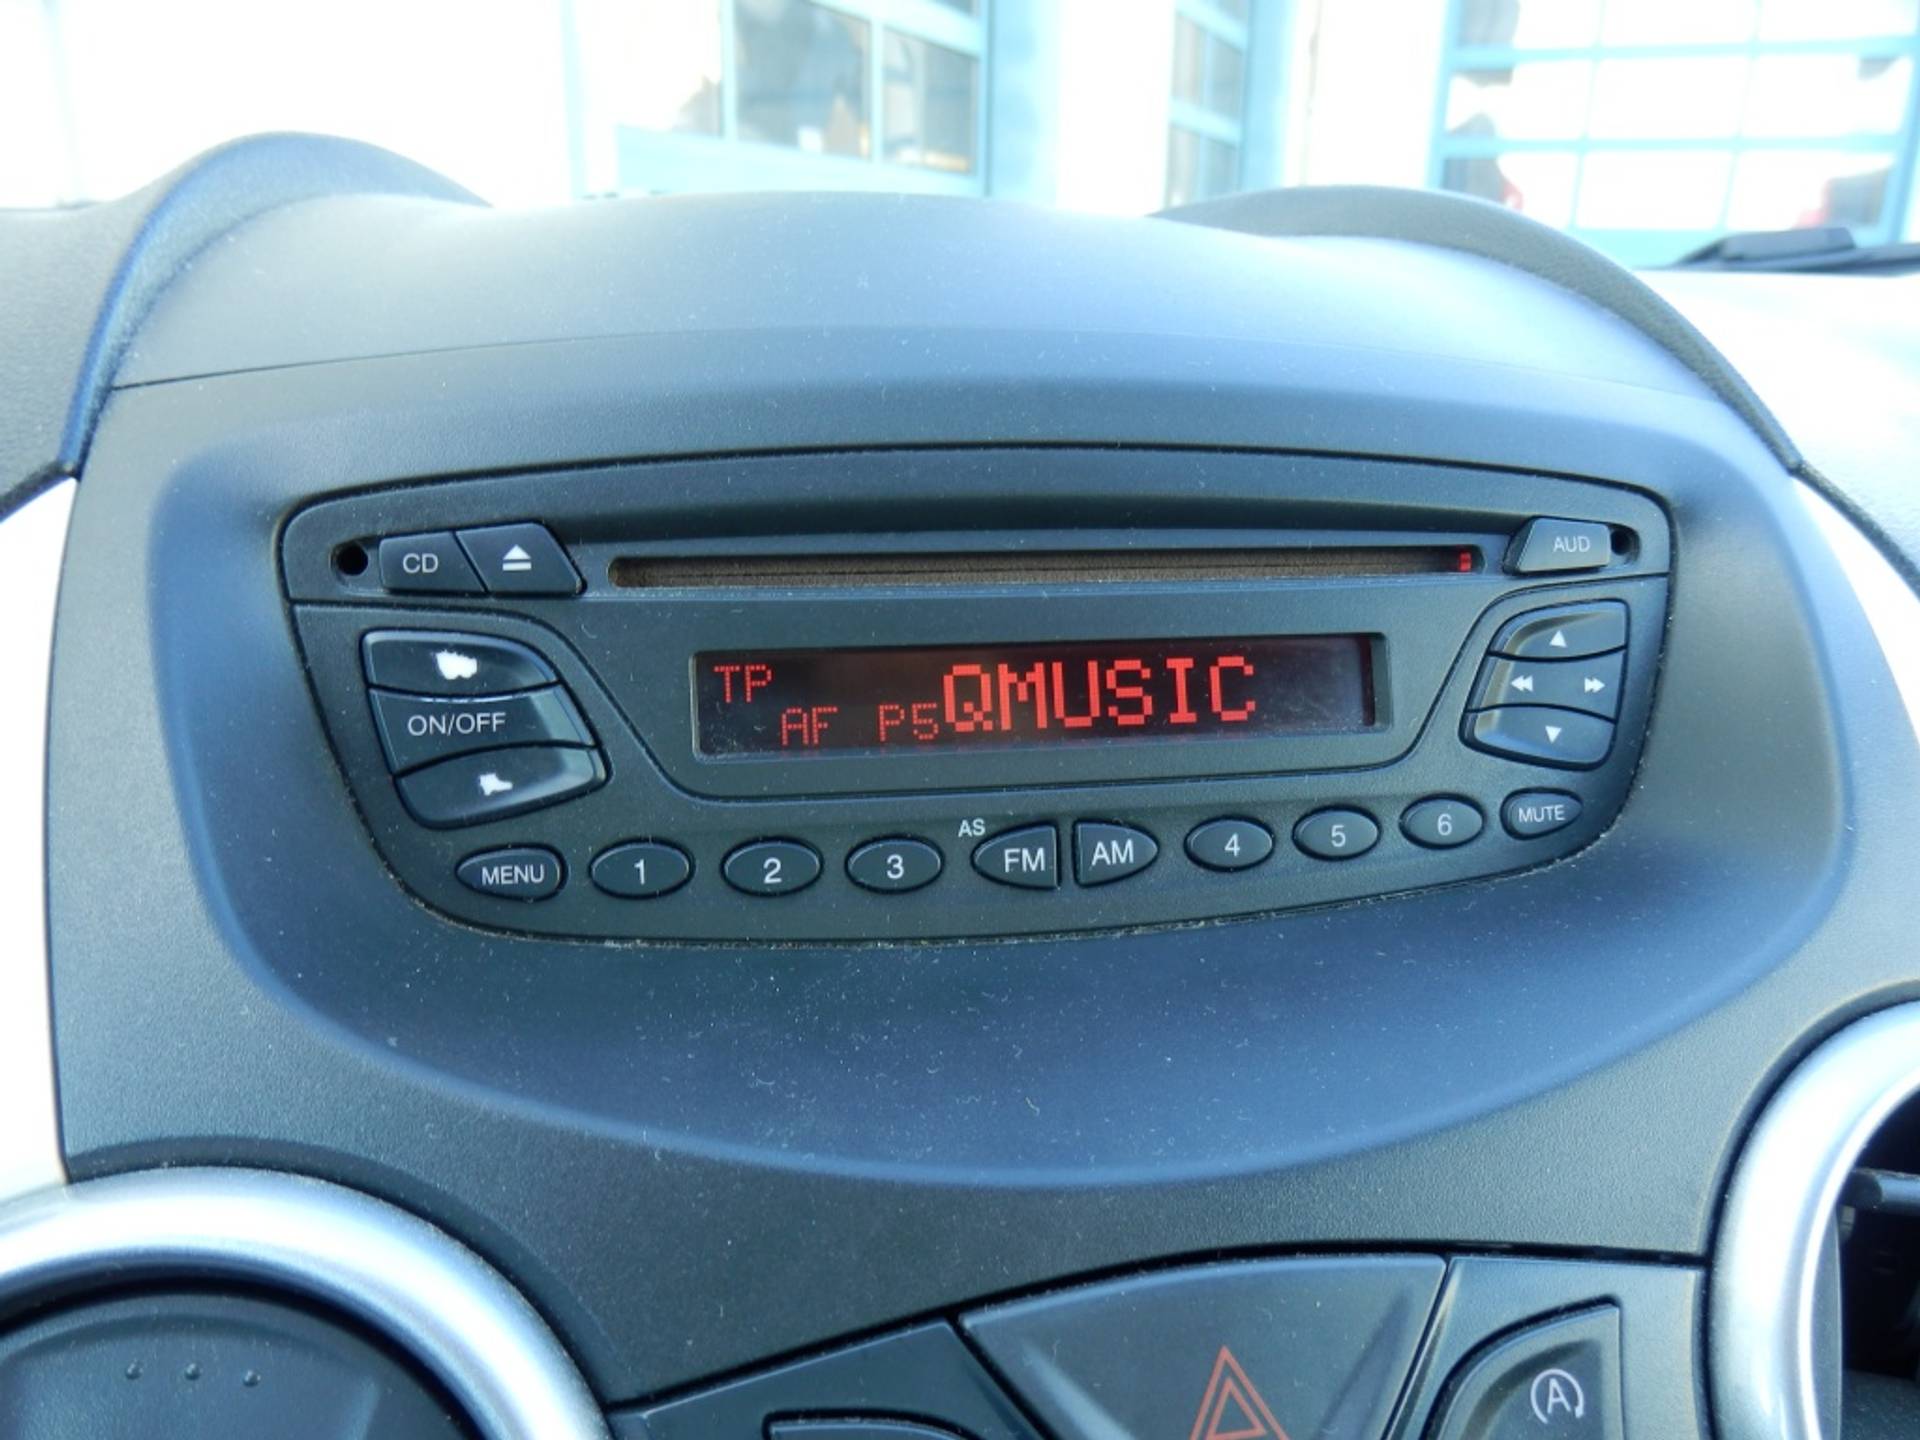 CD
AUD
TP
AF P5 QMUSIC
ON/OFF
AS
MENU 1 2 3 FM AM 4 5 6 MUTE
A